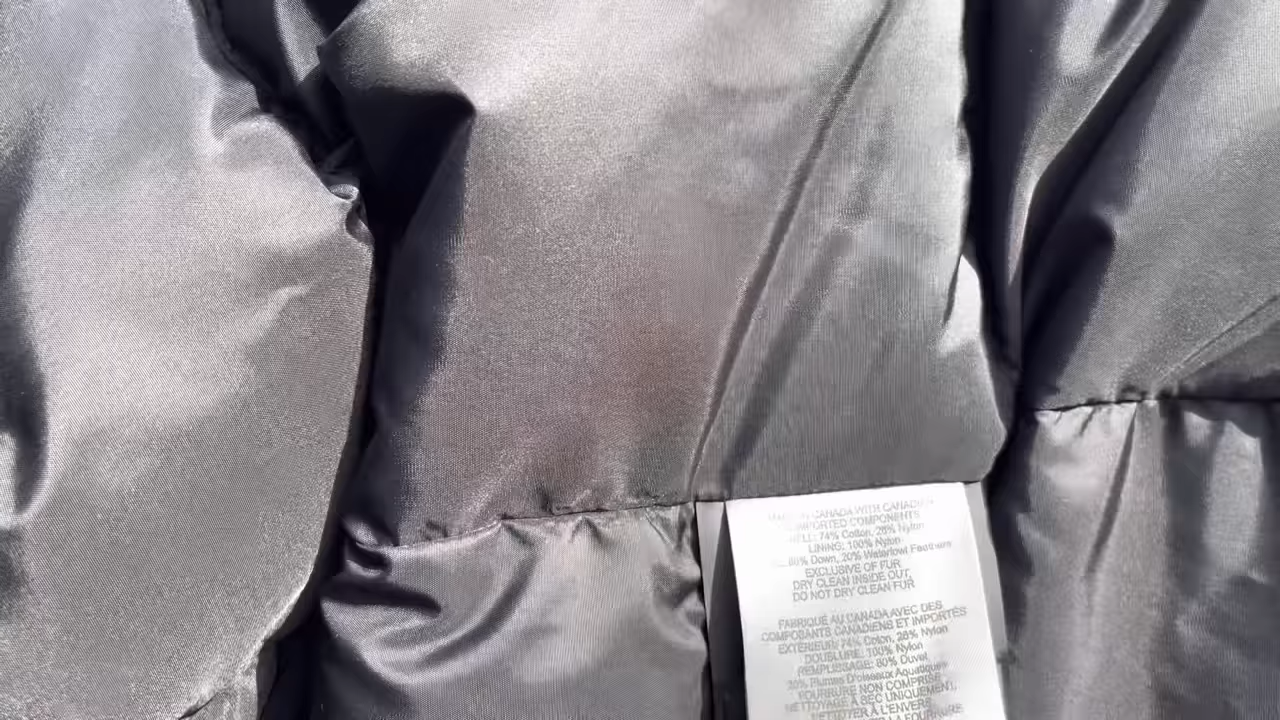 MADE IN CANADA WITH CANADIAN
IMPORTED COMPONENTS
74% Cotton, 26% Nylon
LINING: 100% Nylon
80% Down, 20% Waterfowl Feathers
EXCLUSIVE OF FUR
DRY CLEAN INSIDE OUT,
DO NOT DRY CLEAN FUR
FABRIQUÉ AU CANADA AVEC DES
COMPOSANTS CANADIENS ET IMPORTÉS
EXTÉRIEUR: 74% Coton, 26% Nylon
DOUBLURE: 100% Nylon
REMPLISSAGE: 80% Duvet
20% Plumes D'oiseaux Aquatiques
FOURRURE NON COMPRISE
NETTOYAGE À SEC UNIQUEMENT,
NETTOYER À L'ENVERS
LA FOURRURE